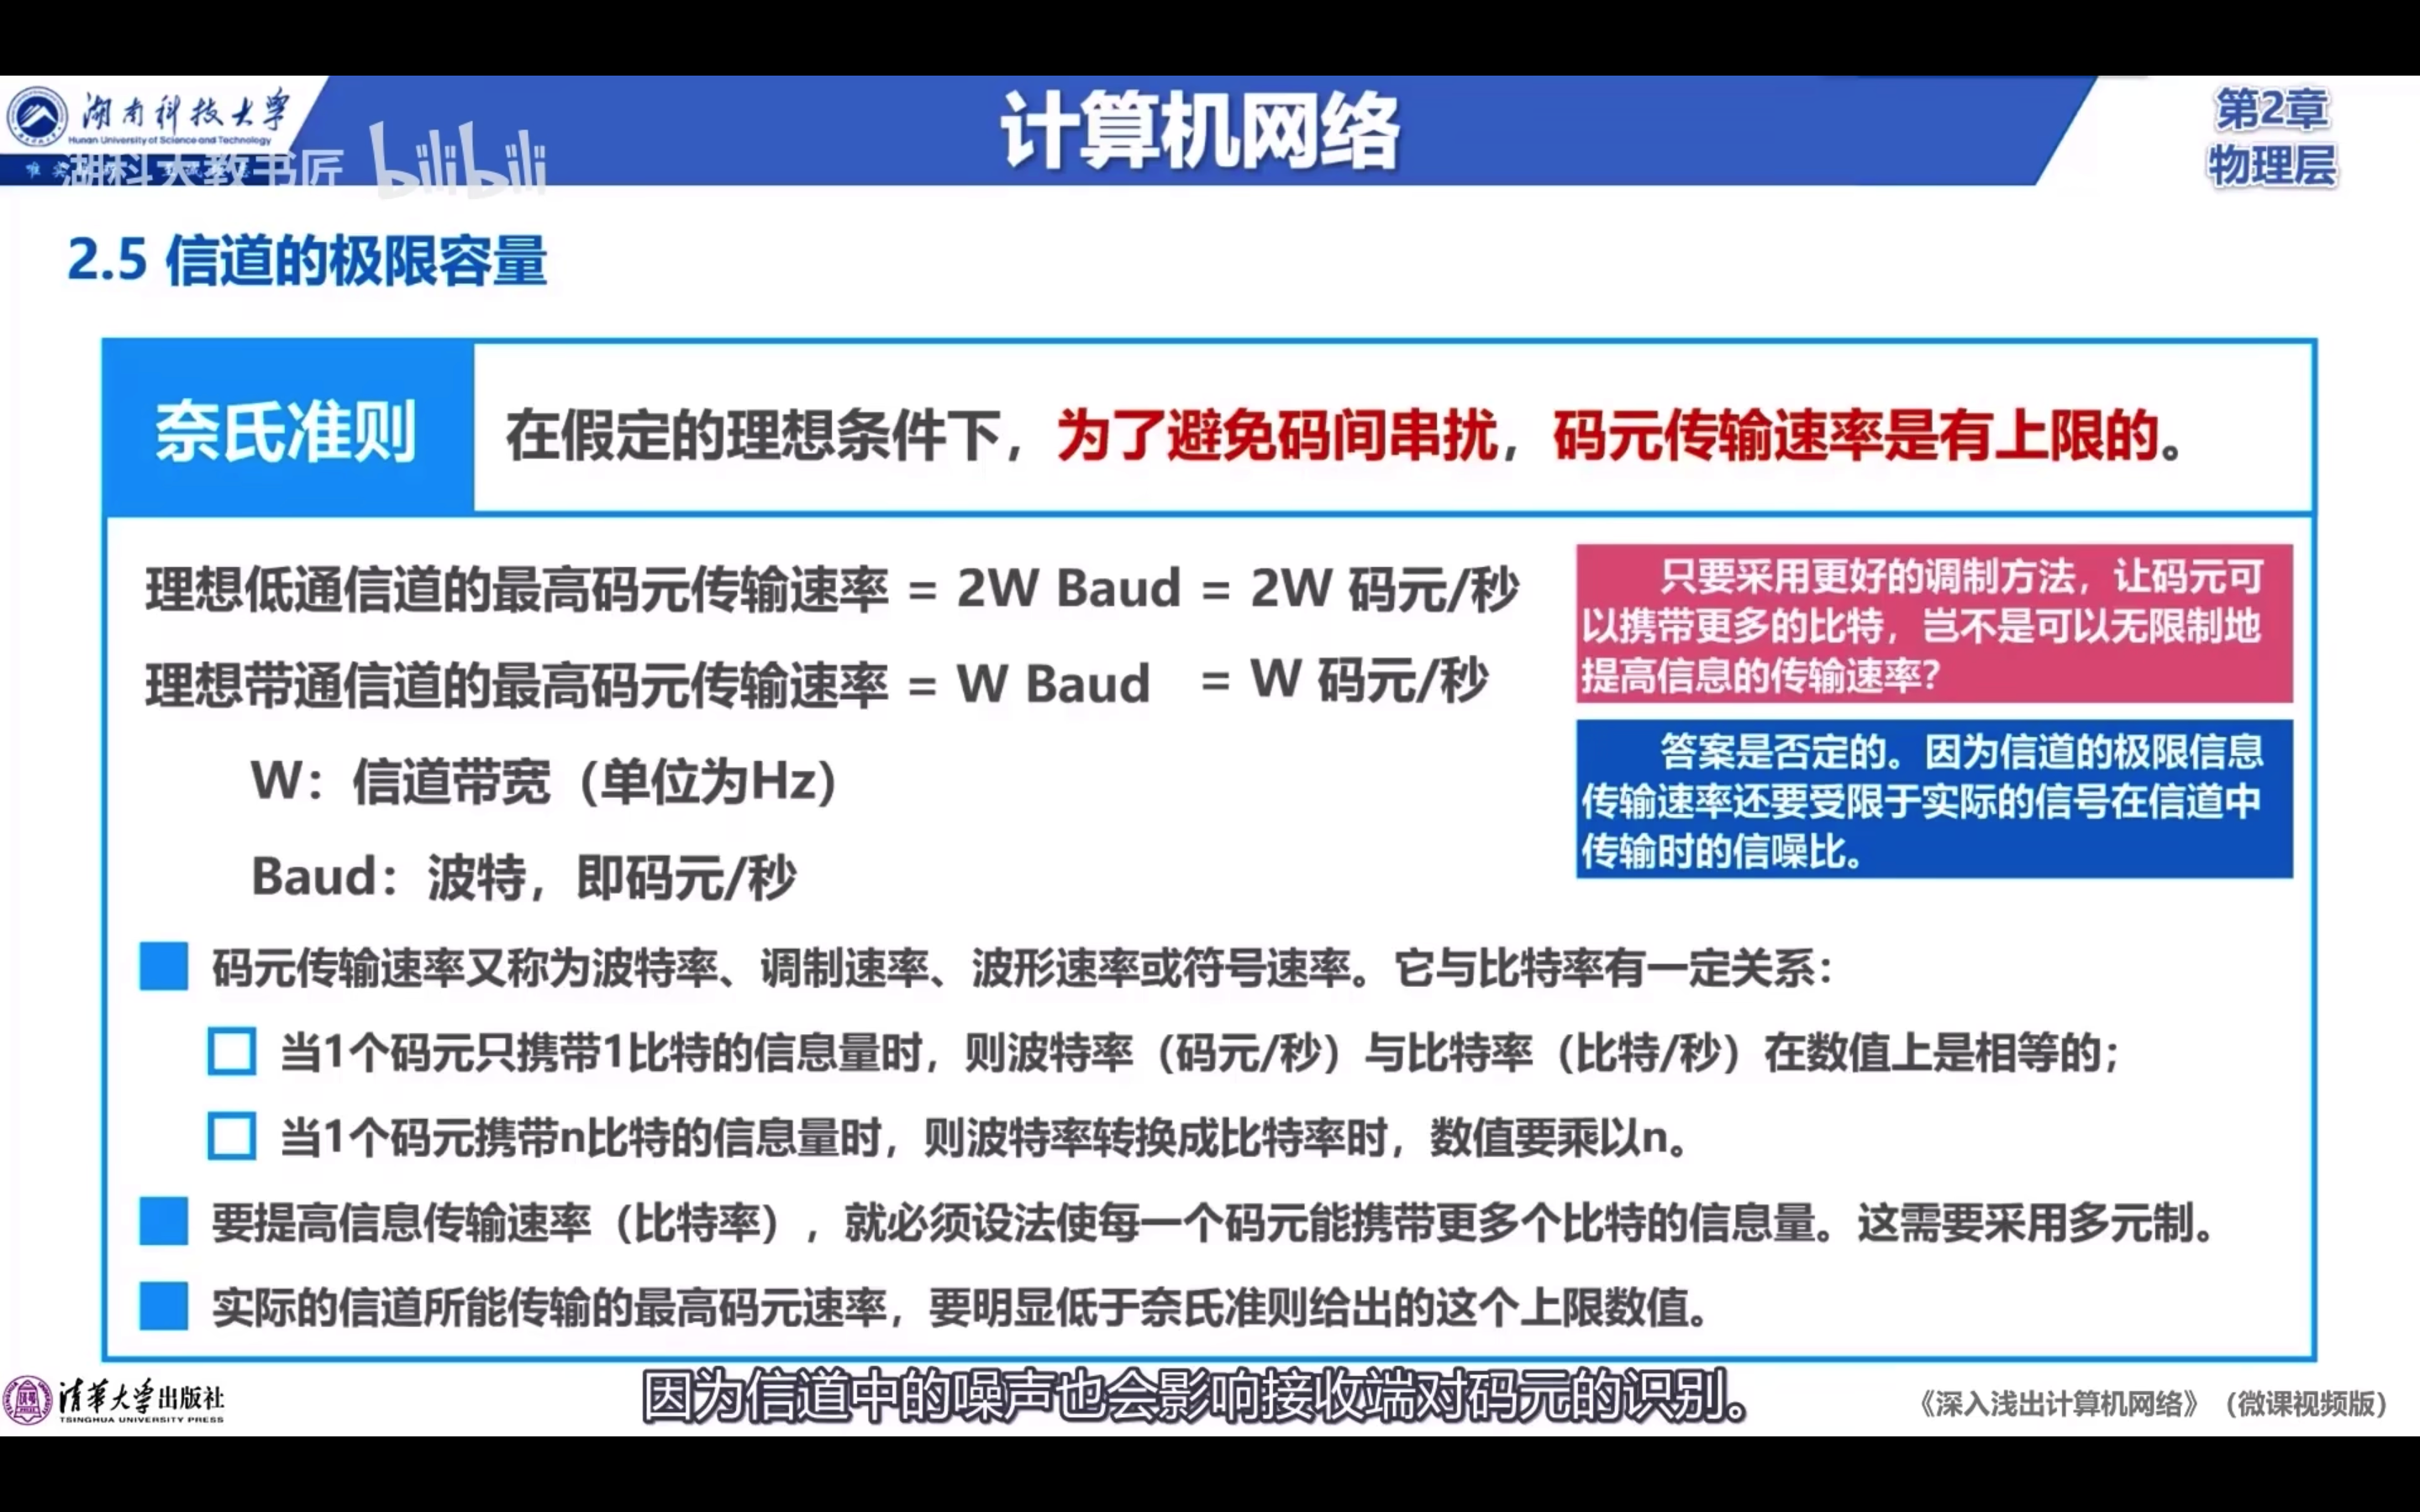 湖南科技大学
Hunan University of Science and Technology
湖科大教书匠 bilibili
计算机网络
第2章
物理层
2.5 信道的极限容量
奈氏准则
在假定的理想条件下，为了避免码间串扰，码元传输速率是有上限的。
理想低通信道的最高码元传输速率 = 2W Baud = 2W 码元/秒
理想带通信道的最高码元传输速率 = W Baud = W 码元/秒
W：信道带宽（单位为Hz）
Baud：波特，即码元/秒
只要采用更好的调制方法，让码元可
以携带更多的比特，岂不是可以无限制地
提高信息的传输速率？
答案是否定的。因为信道的极限信息
传输速率还要受限于实际的信号在信道中
传输时的信噪比。
码元传输速率又称为波特率、调制速率、波形速率或符号速率。它与比特率有一定关系：
当1个码元只携带1比特的信息量时，则波特率（码元/秒）与比特率（比特/秒）在数值上是相等的；
当1个码元携带n比特的信息量时，则波特率转换成比特率时，数值要乘以n。
要提高信息传输速率（比特率），就必须设法使每一个码元能携带更多个比特的信息量。这需要采用多元制。
实际的信道所能传输的最高码元速率，要明显低于奈氏准则给出的这个上限数值。
因为信道中的噪声也会影响接收端对码元的识别。
清华大学出版社
TSINGHUA UNIVERSITY PRESS
《深入浅出计算机网络》（微课视频版）